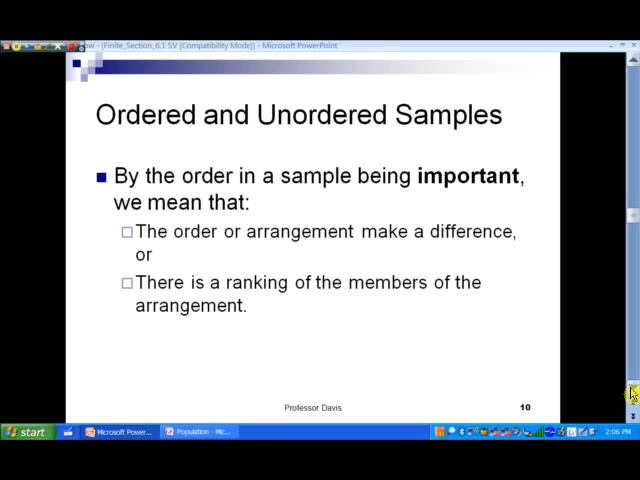 ow - [Finite_Section_6.1 SV [Compatibility Mode]] - Microsoft PowerPoint
Ordered and Unordered Samples
By the order in a sample being important,
we mean that:
The order or arrangement make a difference,
or
There is a ranking of the members of the
arrangement.
Professor Davis
10
start
Microsoft Power...
Population - Mic...
2:06 PM